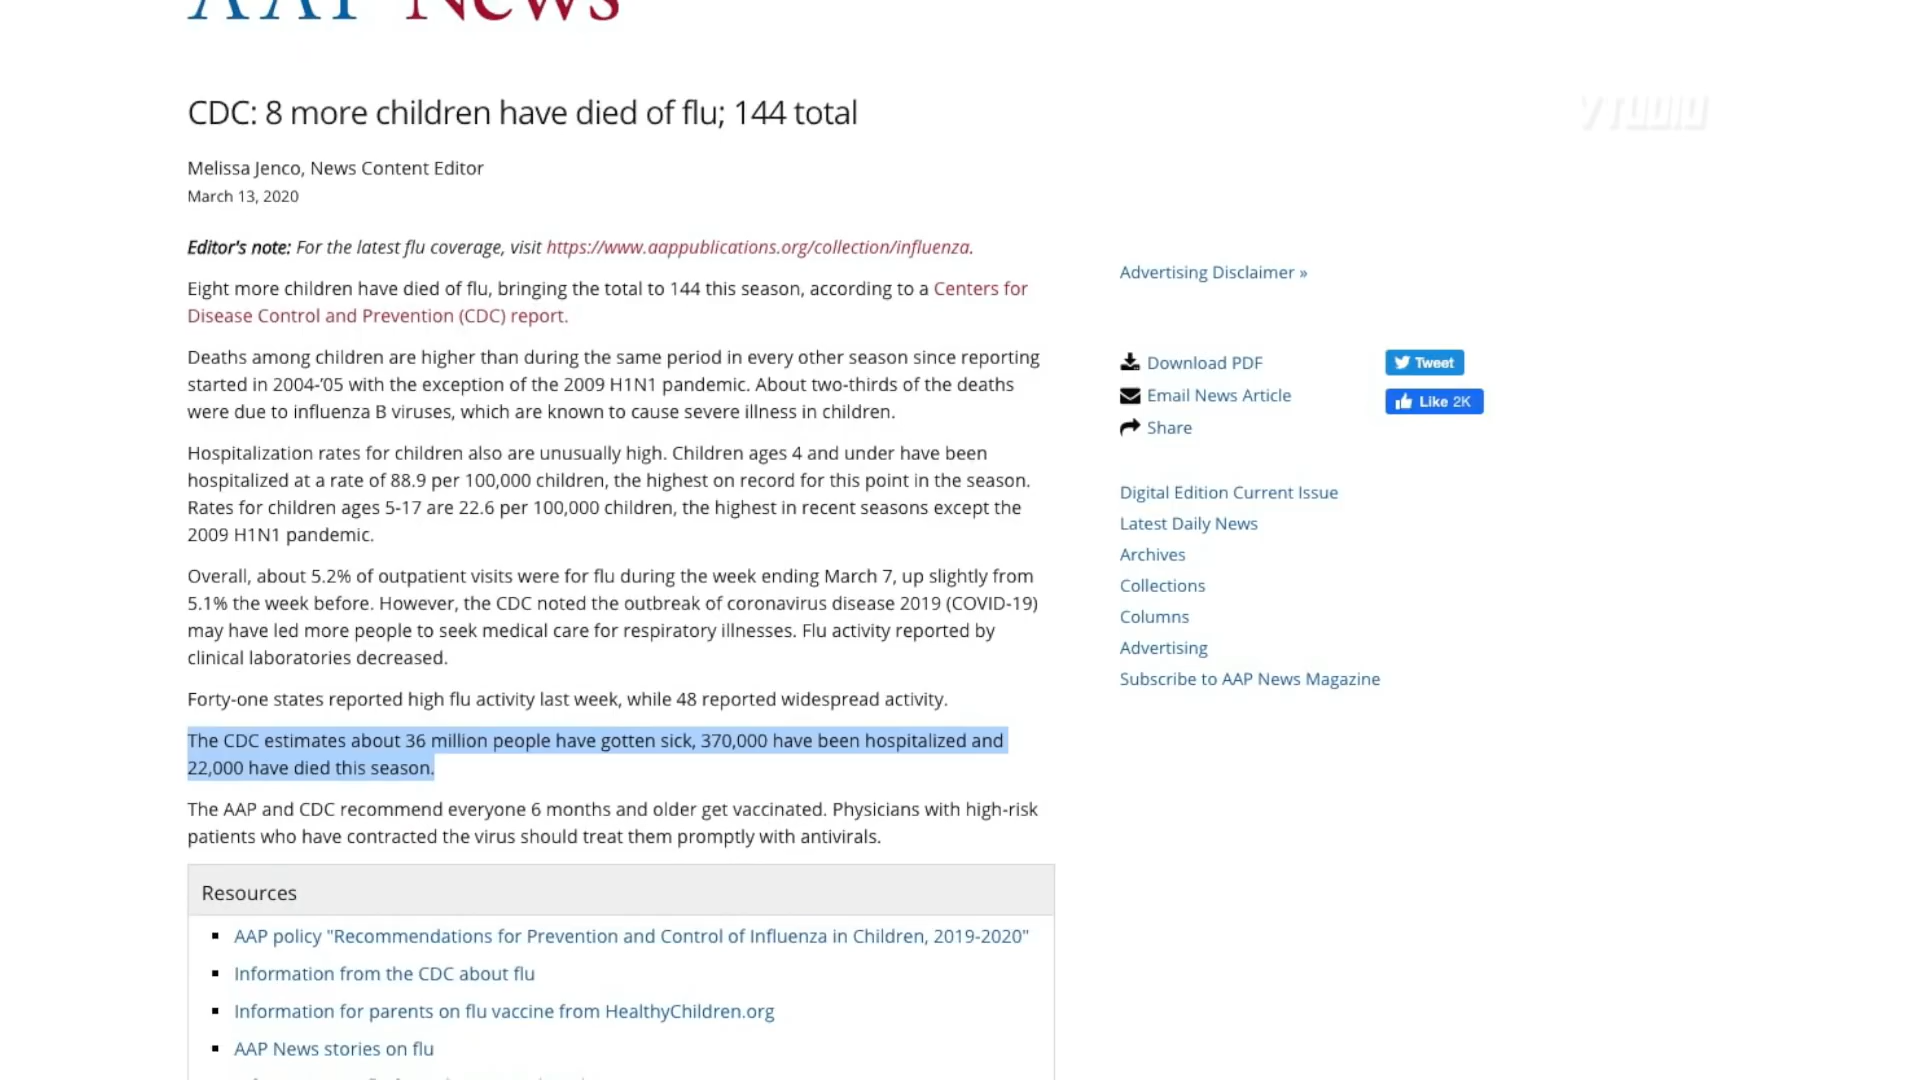 AAP News
CDC: 8 more children have died of flu; 144 total
Melissa Jenco, News Content Editor
March 13, 2020
Editor's note: For the latest flu coverage, visit https://www.aappublications.org/collection/influenza.
Eight more children have died of flu, bringing the total to 144 this season, according to a Centers for
Disease Control and Prevention (CDC) report.
Deaths among children are higher than during the same period in every other season since reporting
started in 2004-'05 with the exception of the 2009 H1N1 pandemic. About two-thirds of the deaths
were due to influenza B viruses, which are known to cause severe illness in children.
Hospitalization rates for children also are unusually high. Children ages 4 and under have been
hospitalized at a rate of 88.9 per 100,000 children, the highest on record for this point in the season.
Rates for children ages 5-17 are 22.6 per 100,000 children, the highest in recent seasons except the
2009 H1N1 pandemic.
Overall, about 5.2% of outpatient visits were for flu during the week ending March 7, up slightly from
5.1% the week before. However, the CDC noted the outbreak of coronavirus disease 2019 (COVID-19)
may have led more people to seek medical care for respiratory illnesses. Flu activity reported by
clinical laboratories decreased.
Forty-one states reported high flu activity last week, while 48 reported widespread activity.
The CDC estimates about 36 million people have gotten sick, 370,000 have been hospitalized and
22,000 have died this season.
The AAP and CDC recommend everyone 6 months and older get vaccinated. Physicians with high-risk
patients who have contracted the virus should treat them promptly with antivirals.
Resources
AAP policy "Recommendations for Prevention and Control of Influenza in Children, 2019-2020"
Information from the CDC about flu
Information for parents on flu vaccine from HealthyChildren.org
AAP News stories on flu
Advertising Disclaimer »
Download PDF
Email News Article
Share
Tweet
Like 2K
Digital Edition Current Issue
Latest Daily News
Archives
Collections
Columns
Advertising
Subscribe to AAP News Magazine